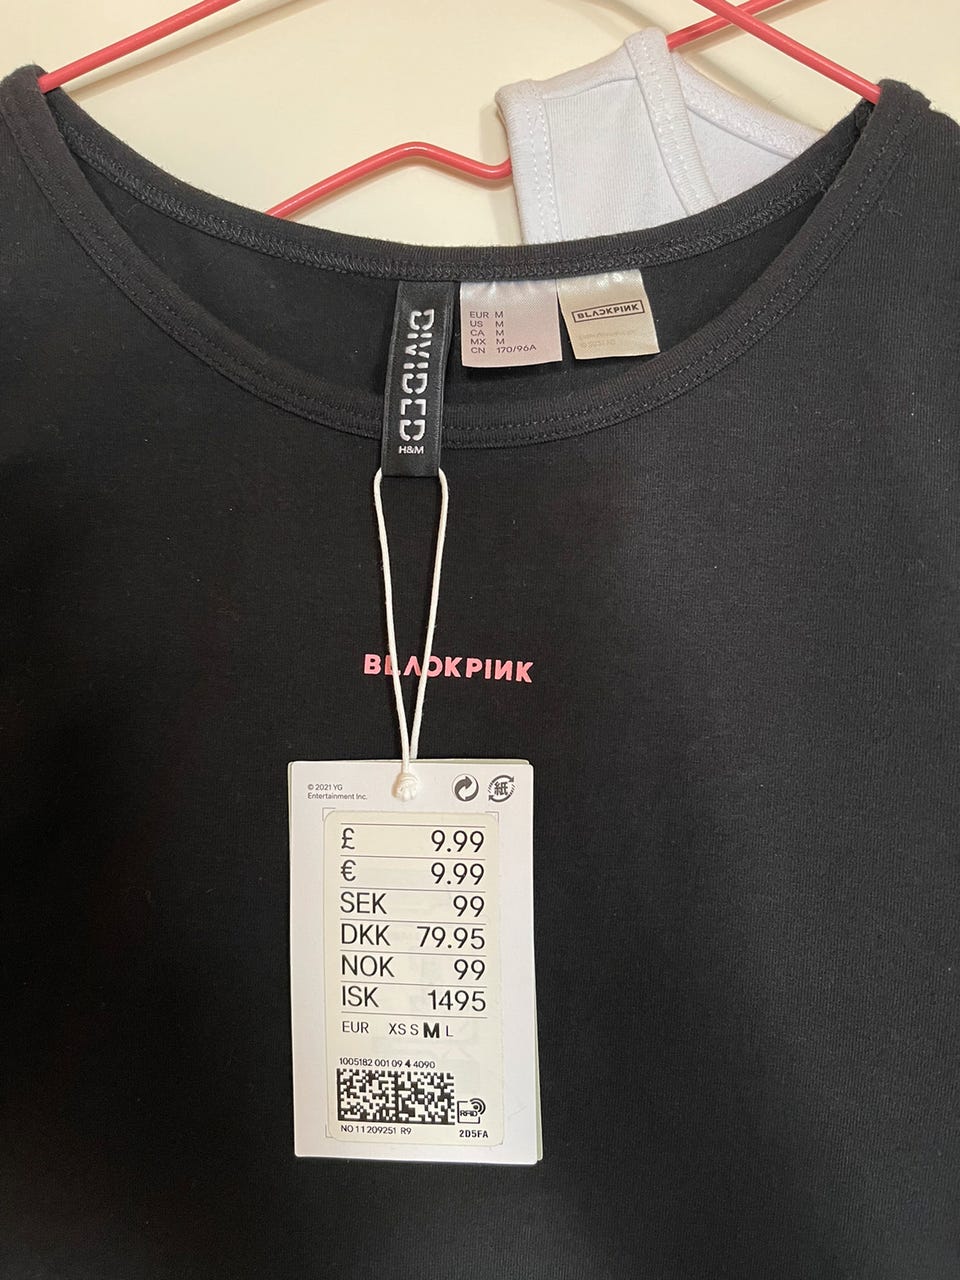 DIVIDED
H&M
EUR M
US M
CA M
MX M
CN 170/96A
BLACKPINK
BLACKPINK
© 2021 YG
Entertainment Inc.
紙
£ 9.99
€ 9.99
SEK 99
DKK 79.95
NOK 99
ISK 1495
EUR XS S M L
1005182 001 09 4 4090
RFID
NO 11 209251 R9 2D5FA